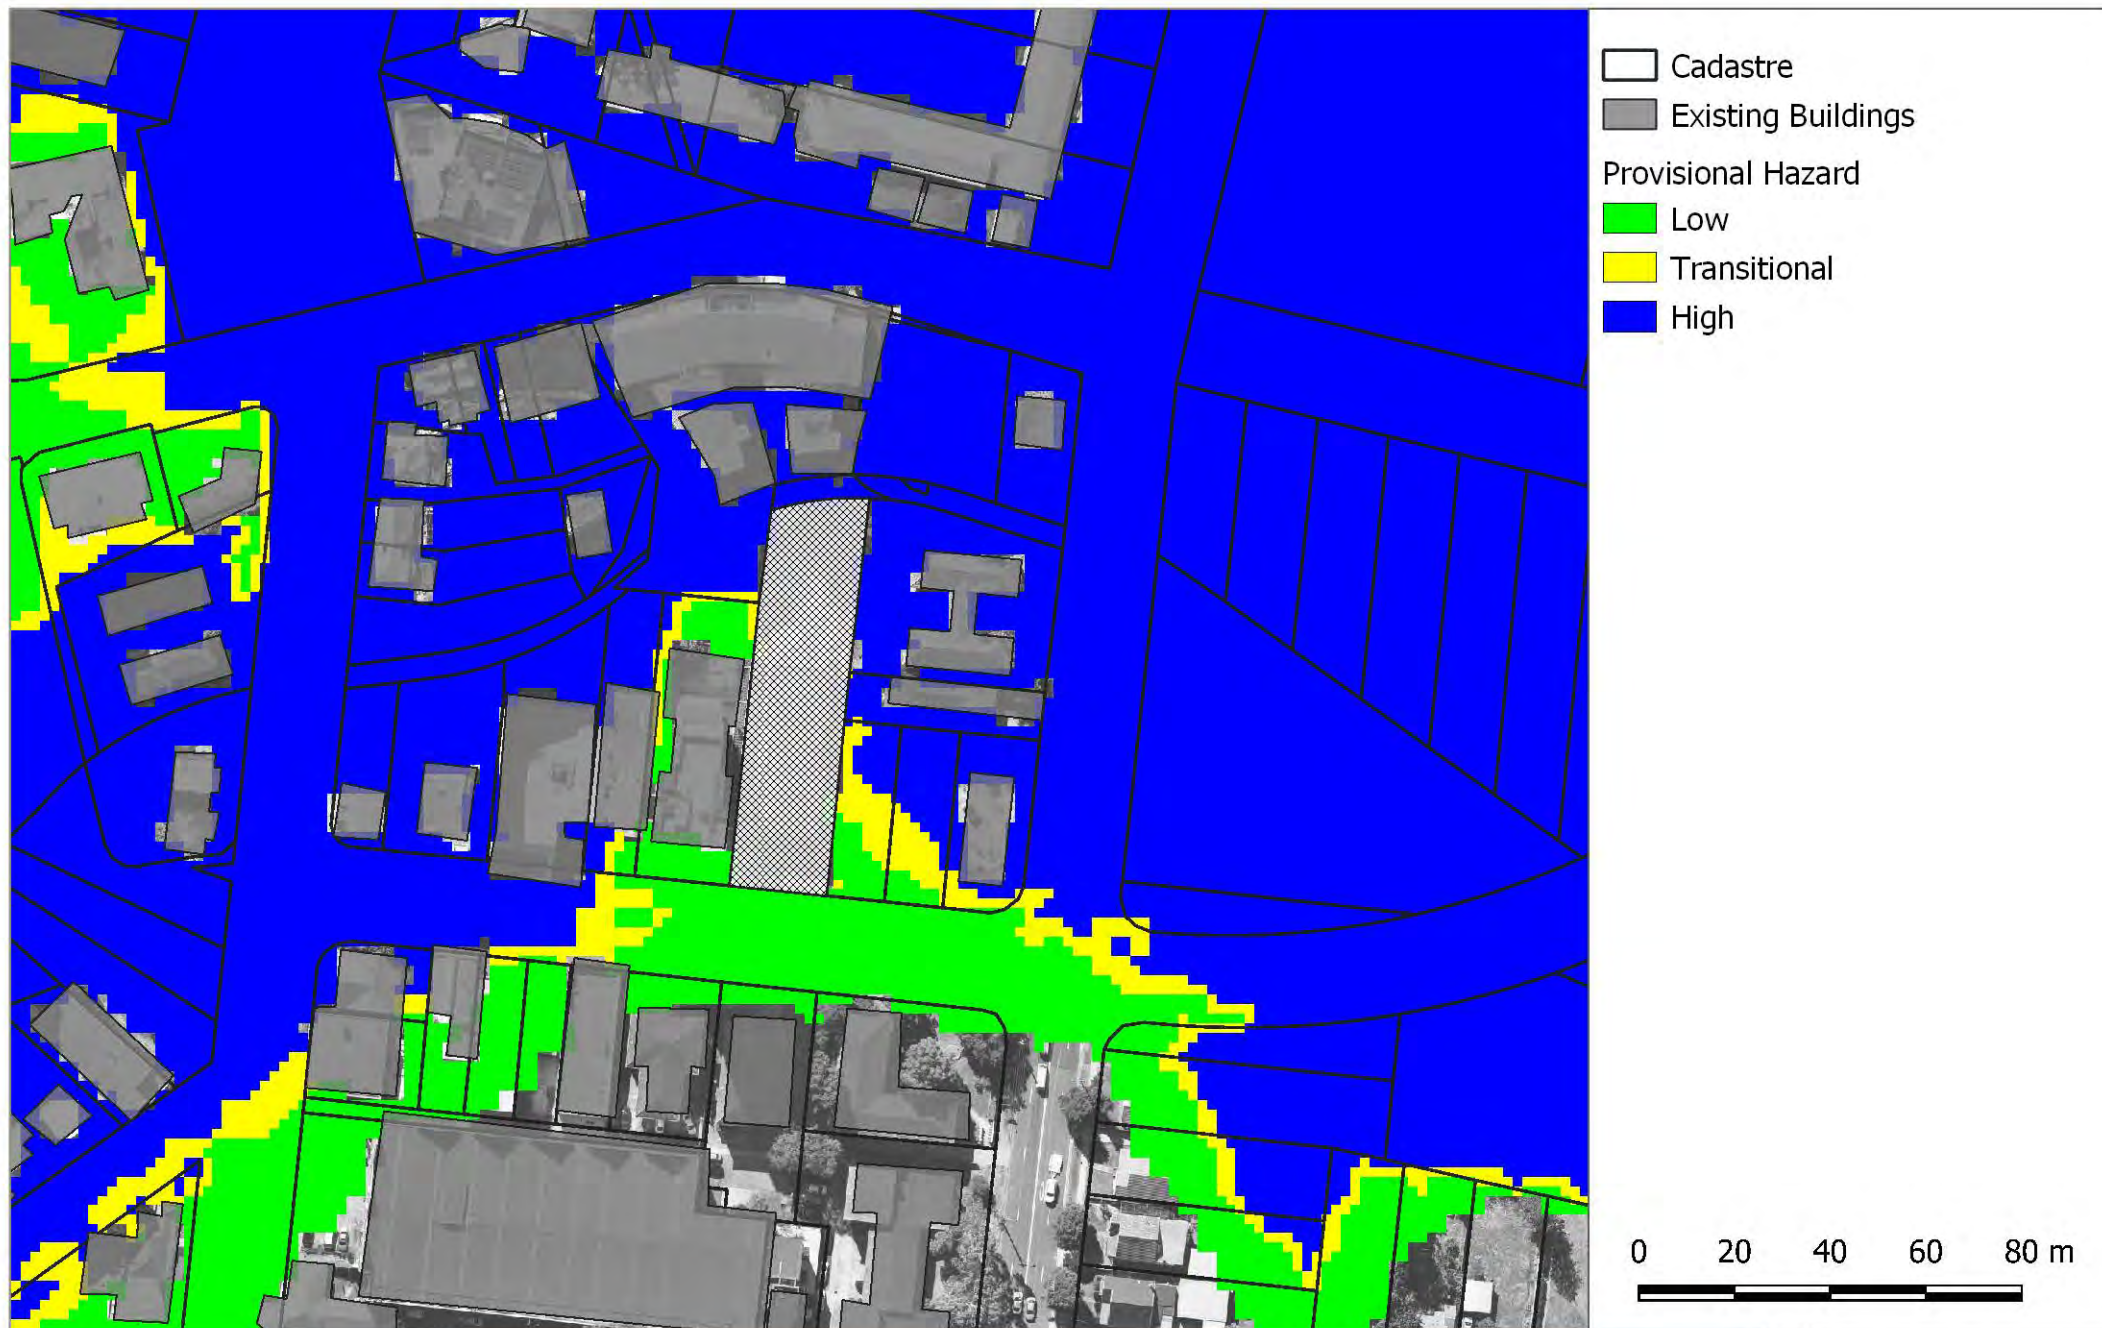 Cadastre
Existing Buildings
Provisional Hazard
Low
Transitional
High
0 20 40 60 80 m